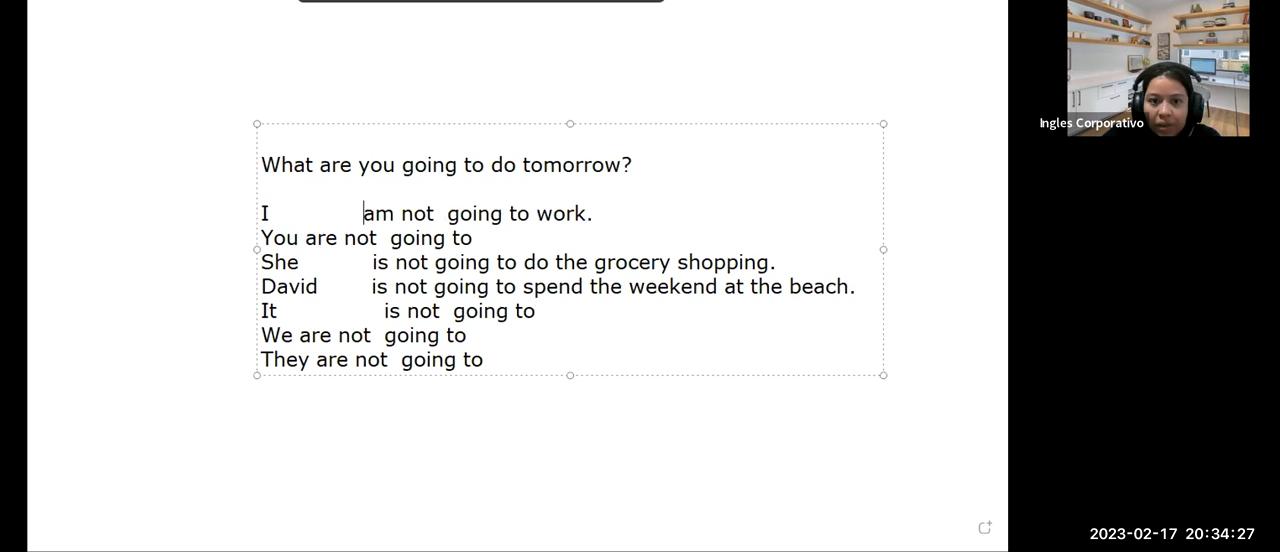 What are you going to do tomorrow?
I am not going to work.
You are not going to
She is not going to do the grocery shopping.
David is not going to spend the weekend at the beach.
It is not going to
We are not going to
They are not going to
Ingles Corporativo
2023-02-17 20:34:27